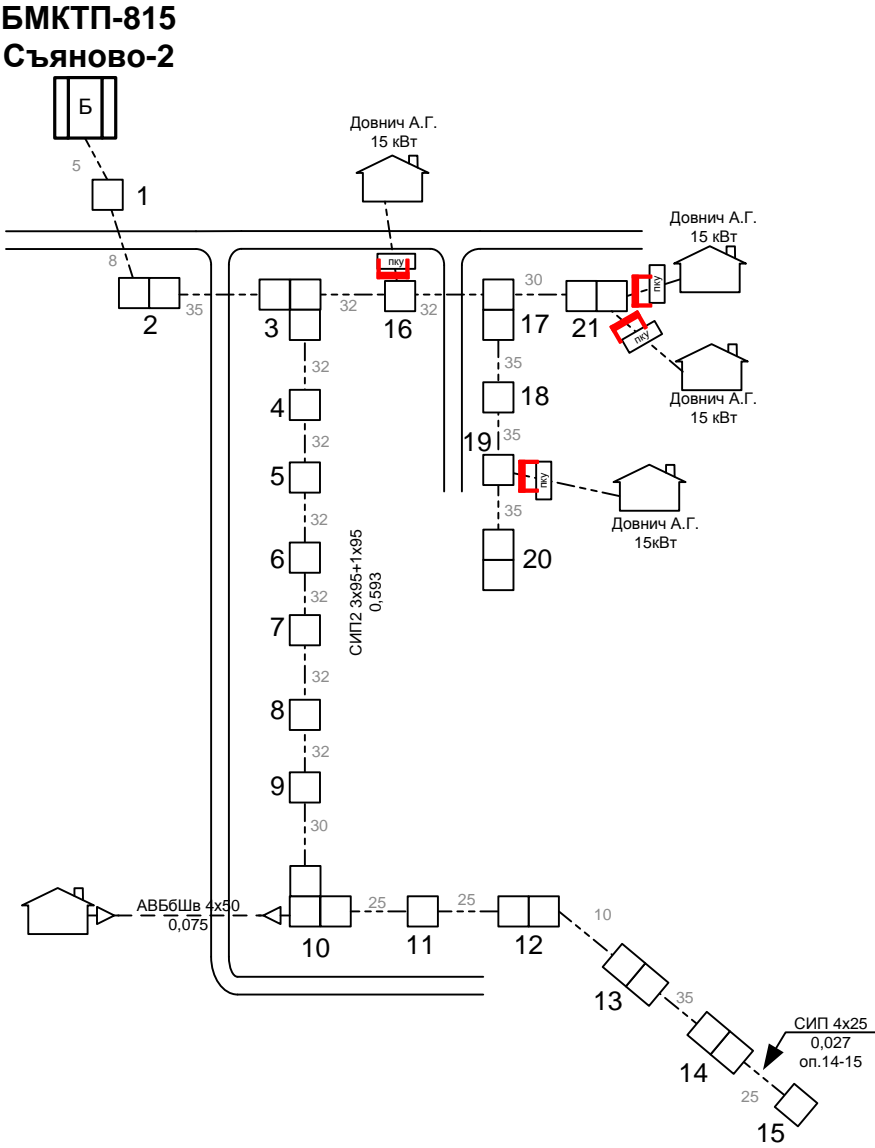 БМКТП-815
Съяново-2
Б
5
1
8
2
35
3
32
Довнич А.Г.
15 кВт
пку
16
32
17
30
21
Довнич А.Г.
15 кВт
пку
пку
Довнич А.Г.
15 кВт
35
18
35
19
пку
Довнич А.Г.
15кВт
35
20
32
4
32
5
32
6
32
7
32
8
32
9
30
СИП2 3х95+1х95
0,593
АВБбШв 4х50
0,075
10
25
11
25
12
10
13
35
14
СИП 4х25
0,027
оп.14-15
25
15